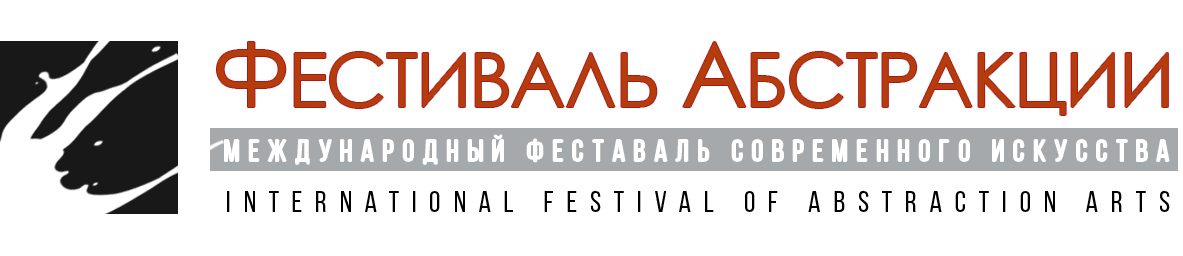 ФЕСТИВАЛЬ АБСТРАКЦИИ
МЕЖДУНАРОДНЫЙ ФЕСТАВАЛЬ СОВРЕМЕННОГО ИСКУССТВА
INTERNATIONAL FESTIVAL OF ABSTRACTION ARTS